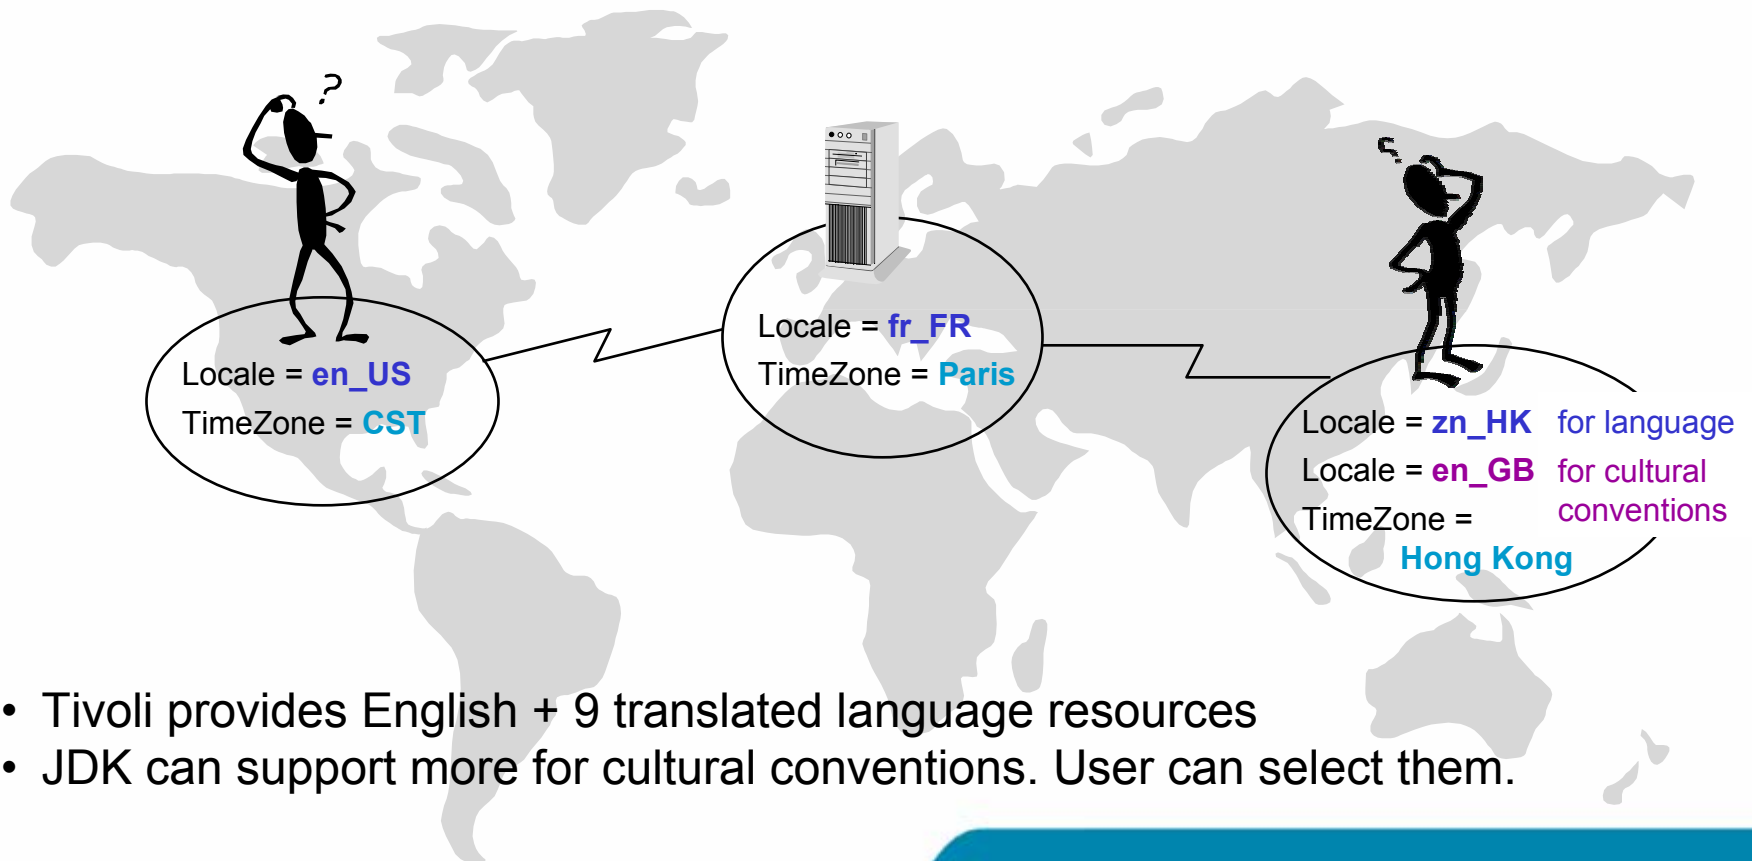 ?
Locale = en_US
TimeZone = CST
Locale = fr_FR
TimeZone = Paris
?
Locale = zn_HK for language
Locale = en_GB for cultural
conventions
TimeZone =
Hong Kong
• Tivoli provides English + 9 translated language resources
• JDK can support more for cultural conventions. User can select them.